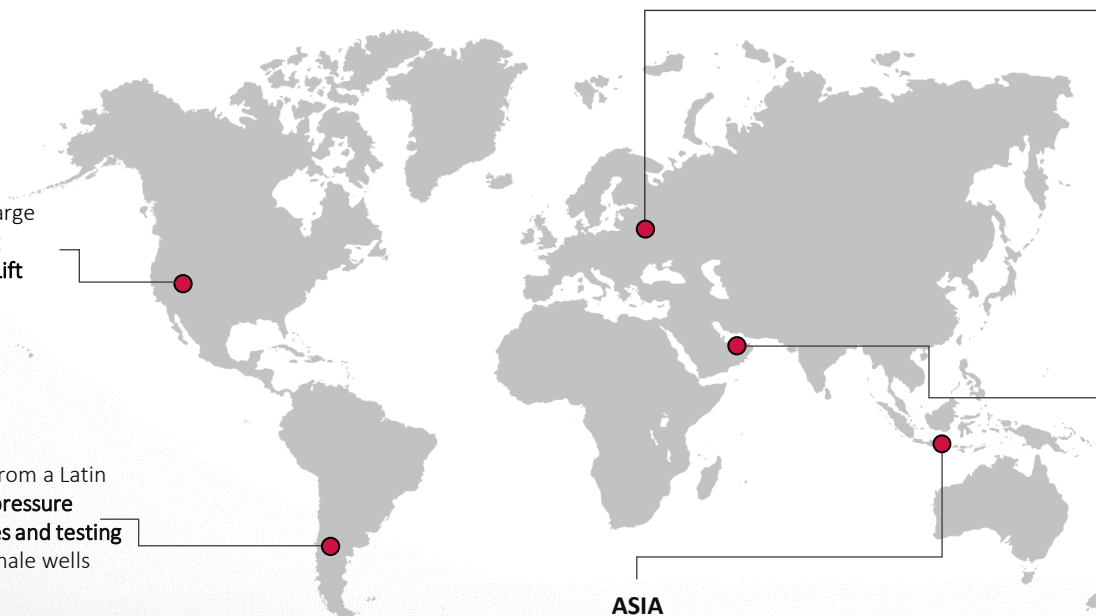 arge
Lift
rom a Latin
pressure
es and testing
hale wells
ASIA